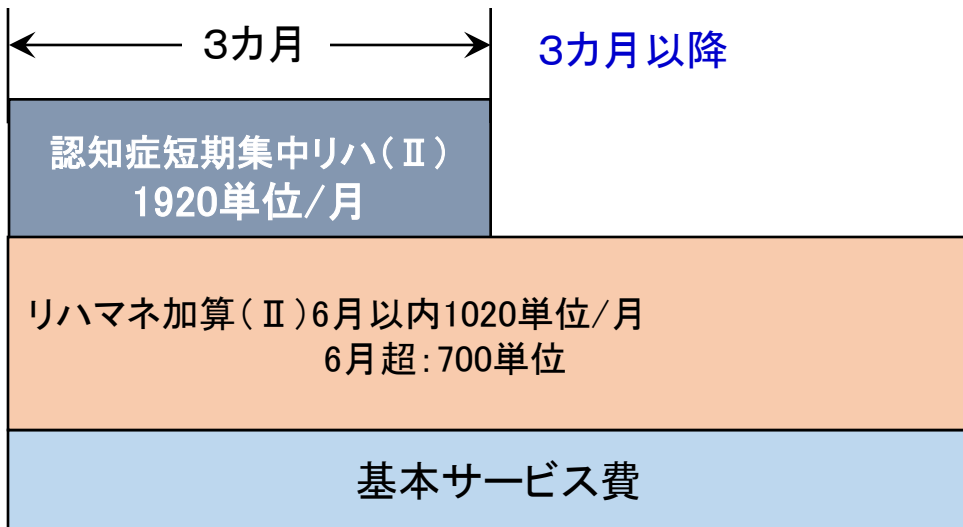 3カ月
3カ月以降
認知症短期集中リハ(Ⅱ)
1920単位/月
リハマネ加算(Ⅱ)6月以内1020単位/月
6月超:700単位
基本サービス費